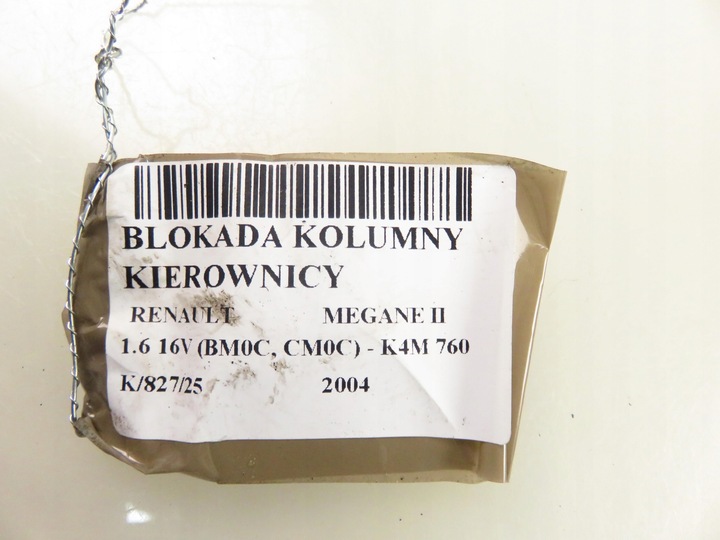 BLOKADA KOLUMNY
KIEROWNICY
RENAULT MEGANE II
1.6 16V (BM0C, CM0C) - K4M 760
K/827/25 2004